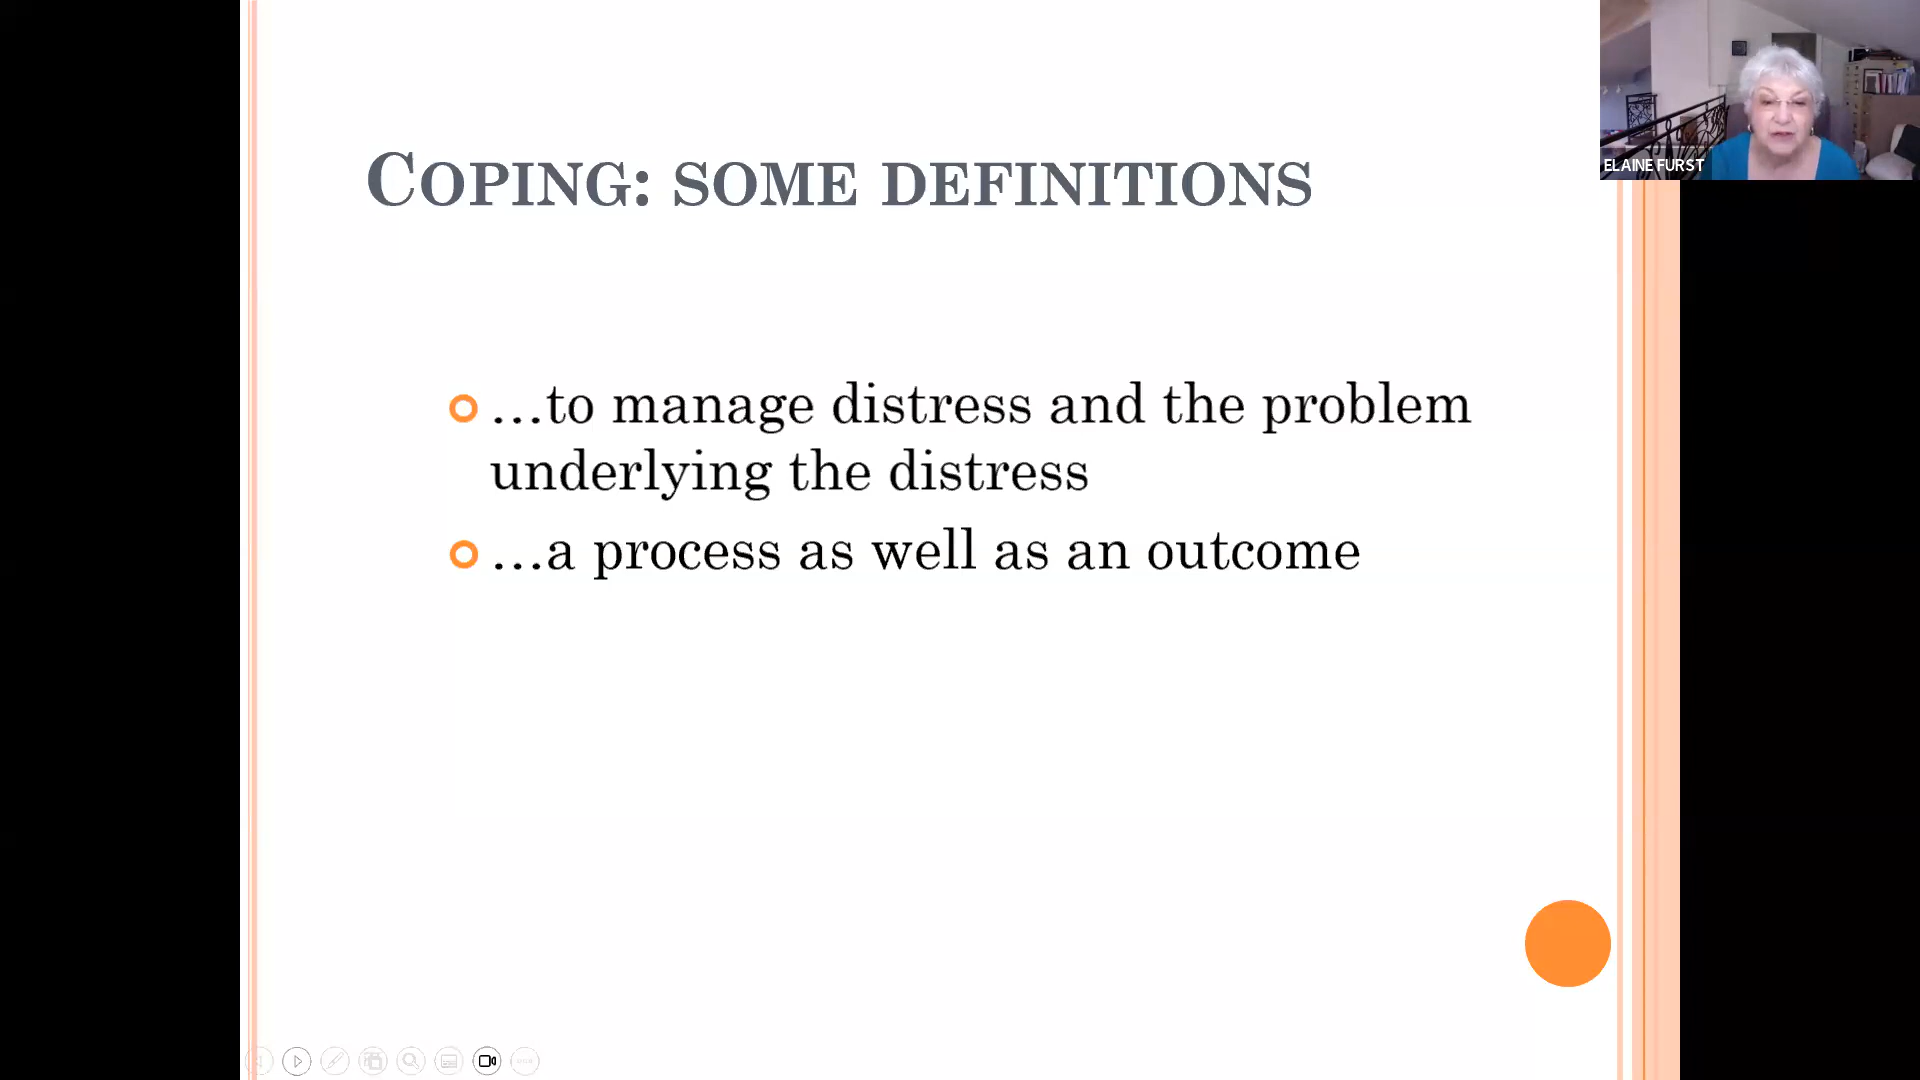 COPING: SOME DEFINITIONS
…to manage distress and the problem
underlying the distress
…a process as well as an outcome
ELAINE FURST